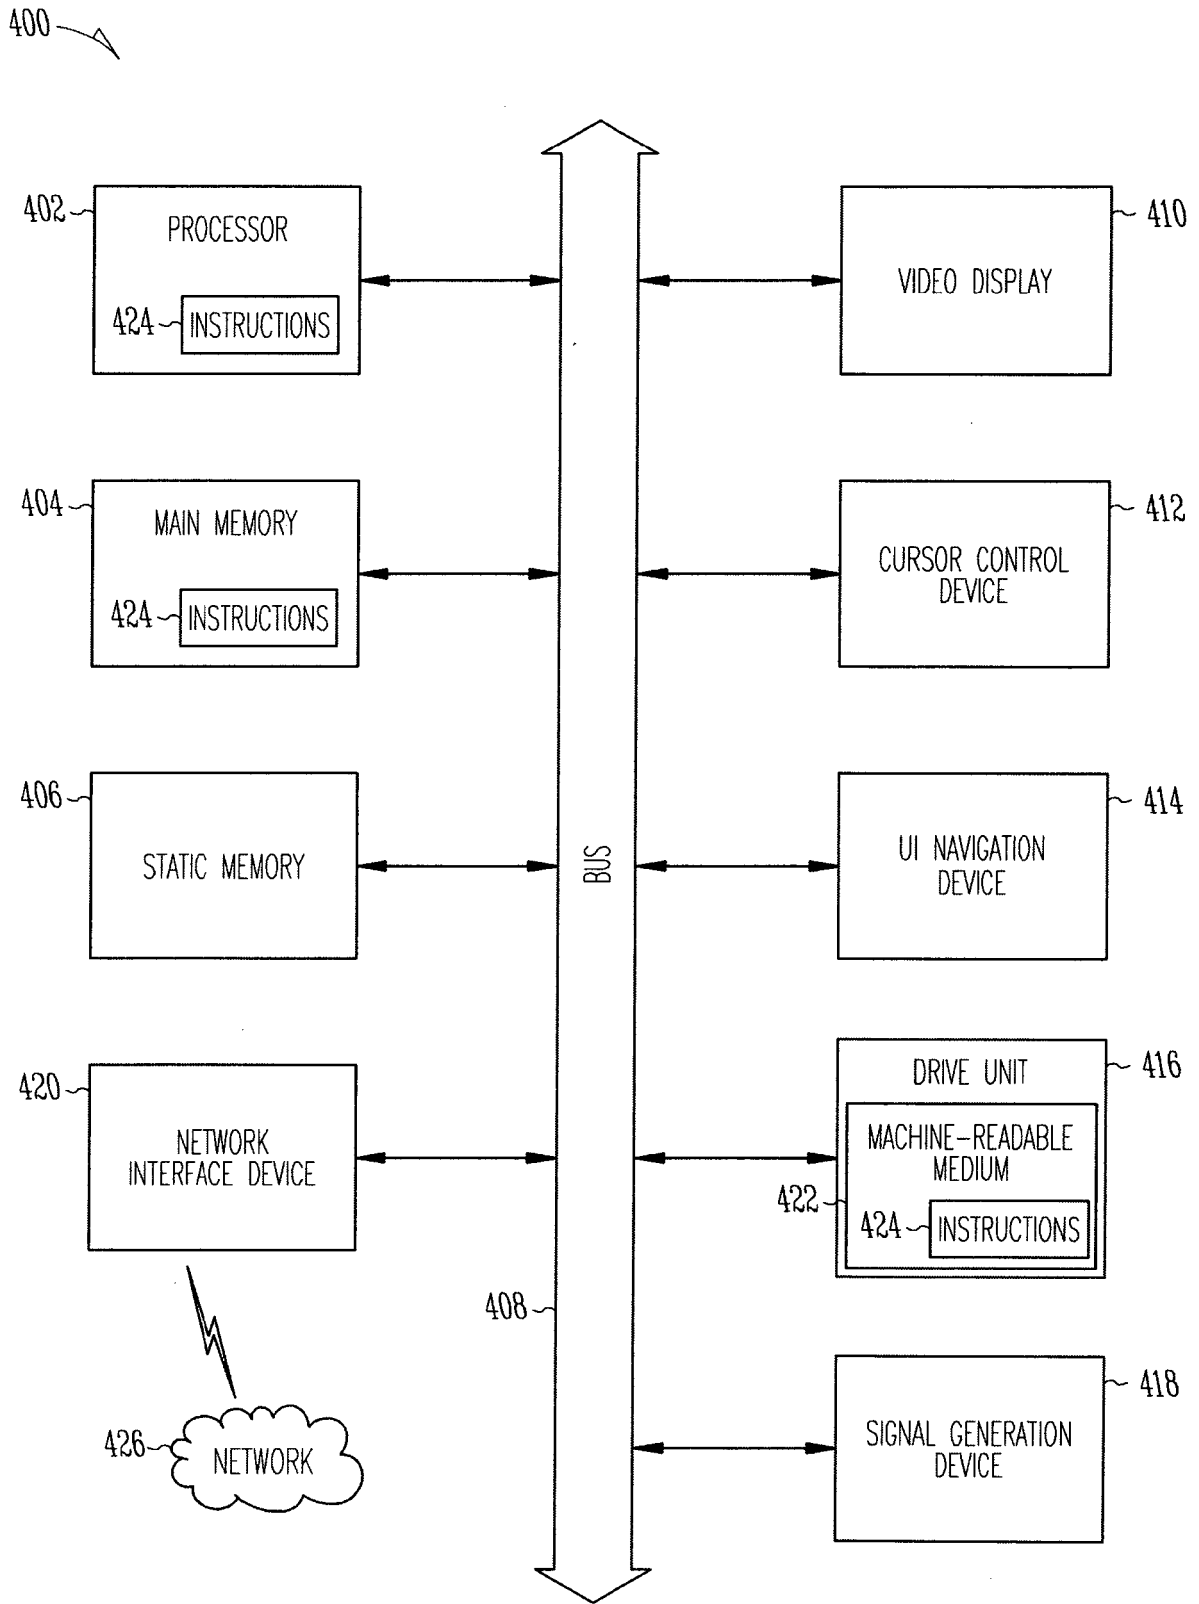 400
402
PROCESSOR
424
INSTRUCTIONS
404
MAIN MEMORY
424
INSTRUCTIONS
406
STATIC MEMORY
420
NETWORK
INTERFACE DEVICE
426
NETWORK
BUS
408
410
VIDEO DISPLAY
412
CURSOR CONTROL
DEVICE
414
UI NAVIGATION
DEVICE
416
DRIVE UNIT
MACHINE-READABLE
MEDIUM
422
424
INSTRUCTIONS
418
SIGNAL GENERATION
DEVICE